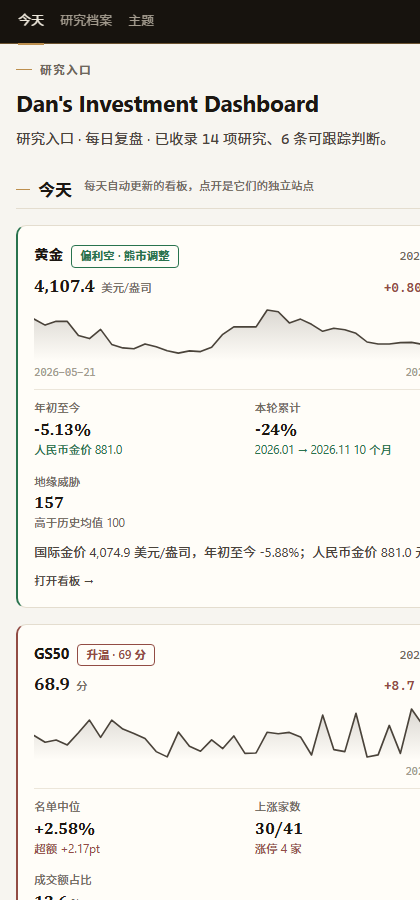 今天 研究档案 主题
研究入口
Dan's Investment Dashboard
研究入口 · 每日复盘 · 已收录 14 项研究、6 条可跟踪判断。
今天 每天自动更新的看板，点开是它们的独立站点
黄金 偏利空 · 熊市调整 202
4,107.4 美元/盎司 +0.80
2026-05-21 202
年初至今 本轮累计
-5.13% -24%
人民币金价 881.0 2026.01 → 2026.11 10 个月
地缘威胁
157
高于历史均值 100
国际金价 4,074.9 美元/盎司，年初至今 -5.88%；人民币金价 881.0
打开看板 →
GS50 升温 · 69 分 202
68.9 分 +8.7
202
名单中位 上涨家数
+2.58% 30/41
超额 +2.17pt 涨停 4 家
成交额占比